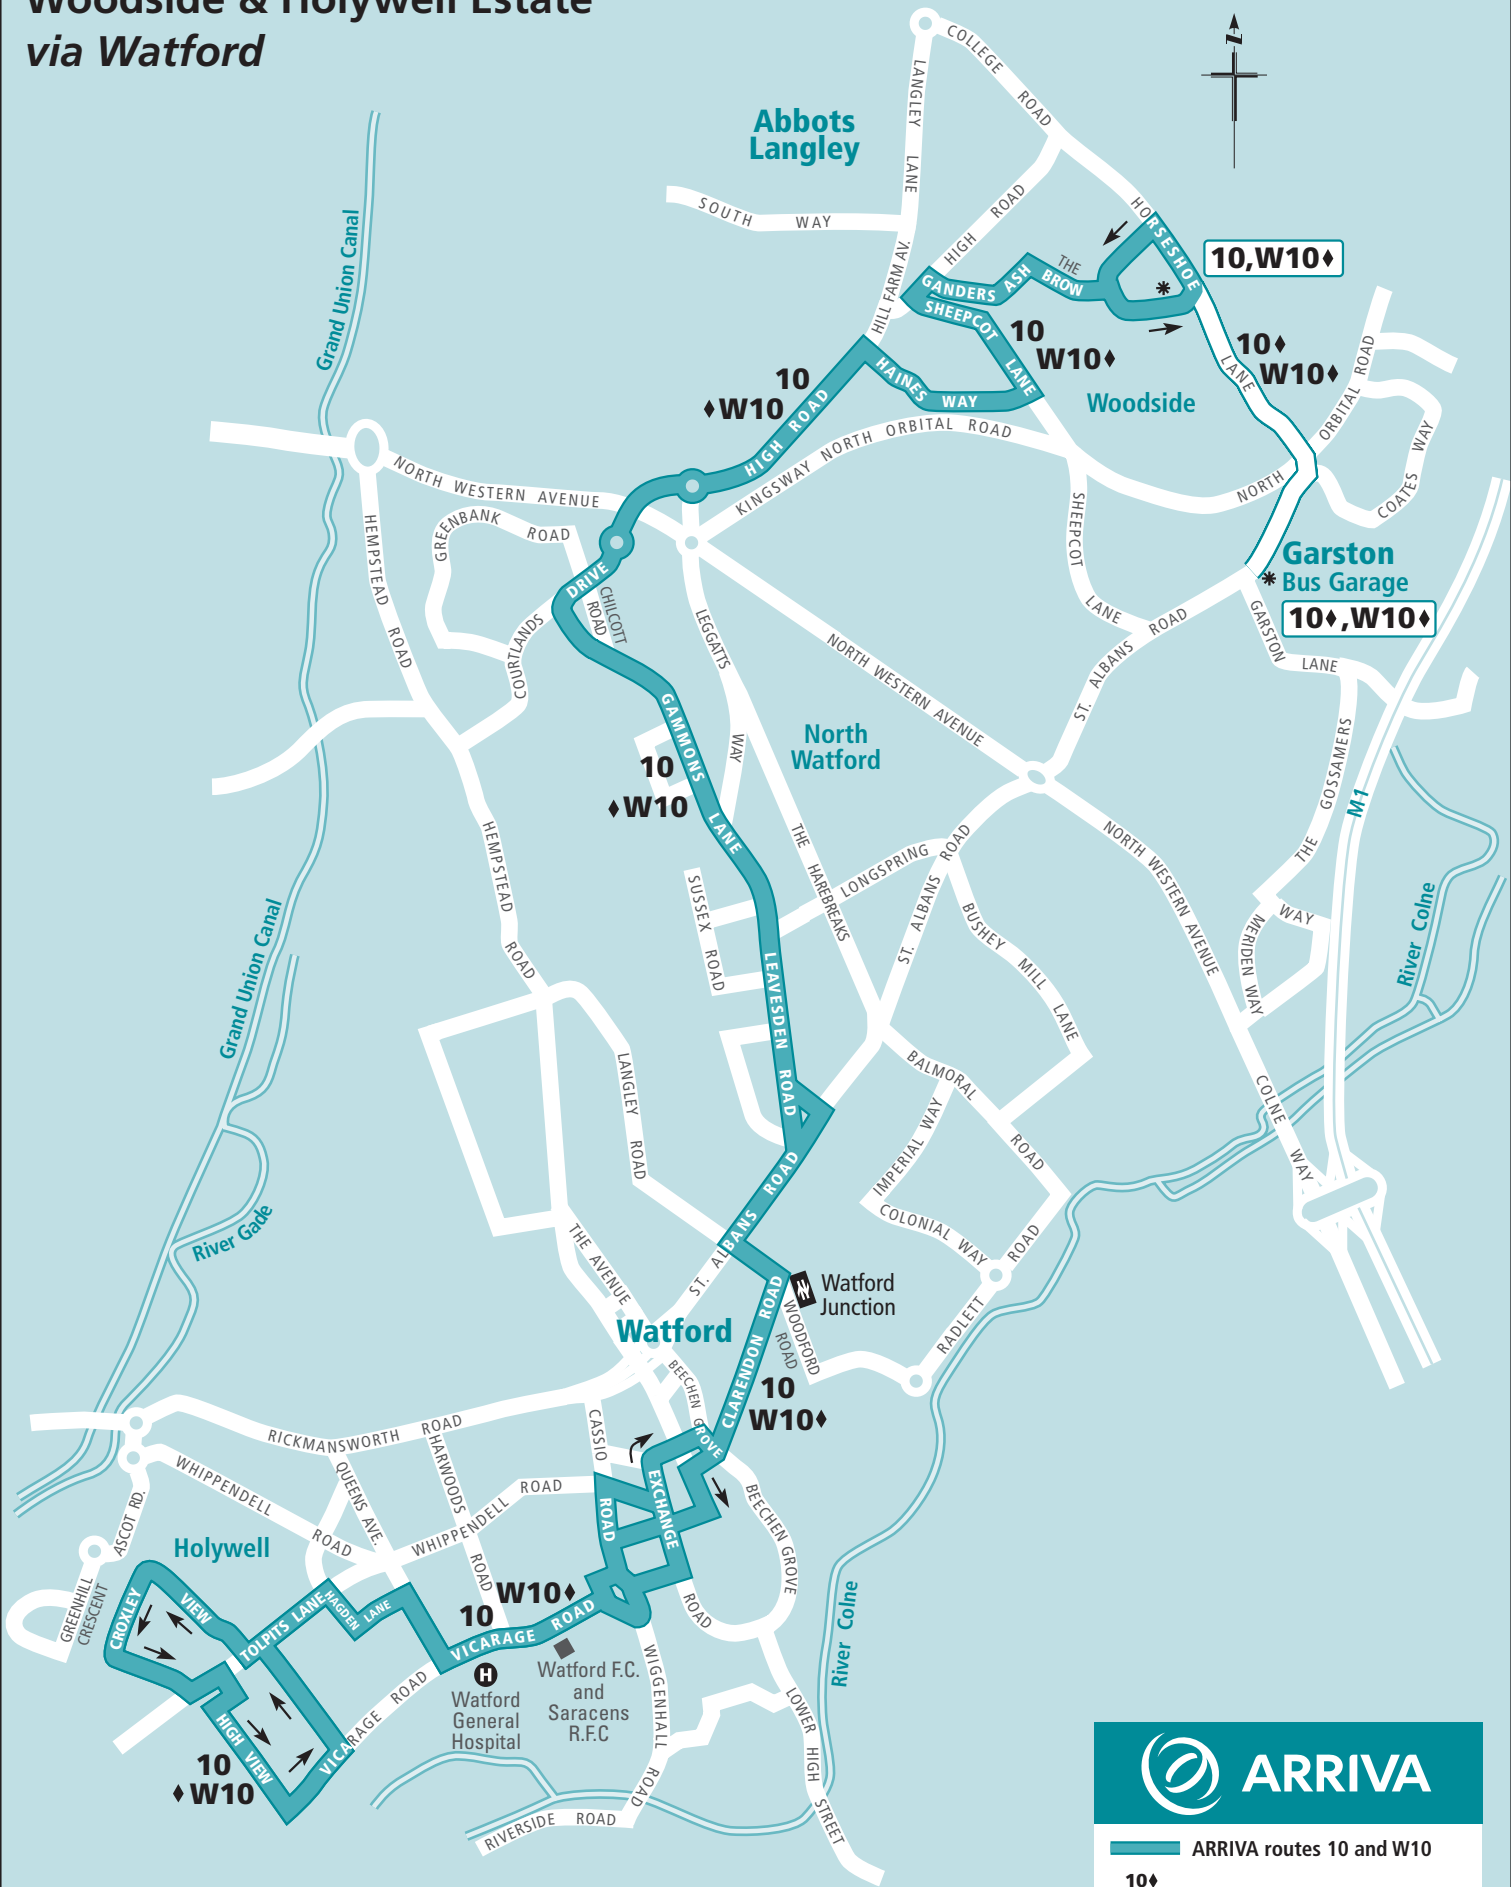 Woodside & Holywell Estate
via Watford
N
COLLEGE ROAD
LANGLEY LANE
Abbots
Langley
SOUTH WAY
HIGH ROAD
HILL FARM AV.
HORSESHOE
LANE
10,W10♦
THE
BROW
ASH
GANDERS
SHEEPCOT
LANE
10
W10♦
10♦
W10♦
Woodside
HAINES
WAY
10
♦W10
HIGH ROAD
KINGSWAY NORTH ORBITAL ROAD
NORTH
ORBITAL ROAD
COATES WAY
Grand Union Canal
NORTH WESTERN AVENUE
GREENBANK
ROAD
HEMPSTEAD
ROAD
DRIVE
CHILCOTT
ROAD
COURTLANDS
SHEEPCOT
LANE
Garston
Bus Garage
10♦,W10♦
GARSTON
LANE
ST. ALBANS ROAD
LEGGATTS
WAY
NORTH WESTERN AVENUE
North
Watford
GAMMONS
LANE
10
♦W10
THE GOSSAMERS
M1
HEMPSTEAD
ROAD
THE HAREBREAKS
LONGSPRING
ST. ALBANS ROAD
NORTH WESTERN AVENUE
SUSSEX ROAD
BUSHEY MILL LANE
WAY
MERIDEN WAY
River Colne
Grand Union Canal
LEAVESDEN ROAD
LANGLEY
ROAD
BALMORAL
ROAD
IMPERIAL WAY
COLONIAL WAY
COLNE
WAY
River Gade
THE AVENUE
ST. ALBANS ROAD
ROAD
RADLETT
Watford
Junction
WOODFORD
ROAD
Watford
CLARENDON ROAD
10
W10♦
BEECHEN GROVE
CASSIO
ROAD
RICKMANSWORTH ROAD
WHIPPENDELL
ROAD
QUEENS AVE.
HARWOODS
ROAD
WHIPPENDELL ROAD
EXCHANGE
ROAD
BEECHEN GROVE
ASCOT RD.
Holywell
GREENHILL
CRESCENT
CROXLEY
VIEW
TOLPITS LANE
HAGDEN
LANE
10
W10♦
VICARAGE ROAD
H
Watford
General
Hospital
Watford F.C.
and
Saracens
R.F.C
WIGGENHALL
ROAD
River Colne
LOWER HIGH
STREET
VICARAGE ROAD
HIGH VIEW
10
♦W10
RIVERSIDE ROAD
ARRIVA
ARRIVA routes 10 and W10
10♦